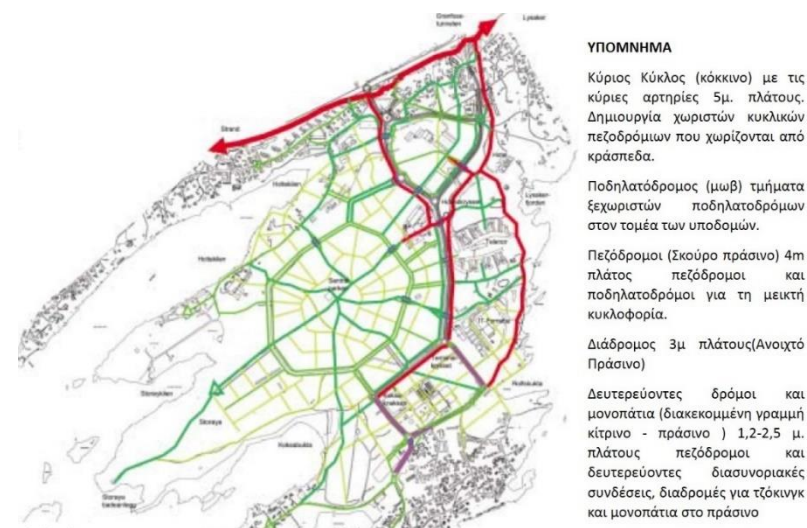 Lysaker
Strand
Storøya
ΥΠΟΜΝΗΜΑ
Κύριος Κύκλος (κόκκινο) με τις
κύριες αρτηρίες 5μ. πλάτους.
Δημιουργία χωριστών κυκλικών
πεζοδρόμιων που χωρίζονται από
κράσπεδα.
Ποδηλατόδρομος (μωβ) τμήματα
ξεχωριστών ποδηλατοδρόμων
στον τομέα των υποδομών.
Πεζόδρομοι (Σκούρο πράσινο) 4m
πλάτος πεζόδρομοι και
ποδηλατοδρόμοι για τη μεικτή
κυκλοφορία.
Διάδρομος 3μ πλάτους(Ανοιχτό
Πράσινο)
Δευτερεύοντες δρόμοι και
μονοπάτια (διακεκομμένη γραμμή
κίτρινο - πράσινο ) 1,2-2,5 μ.
πλάτους πεζόδρομοι και
δευτερεύοντες διασυνοριακές
συνδέσεις, διαδρομές για τζόκινγκ
και μονοπάτια στο πράσινο